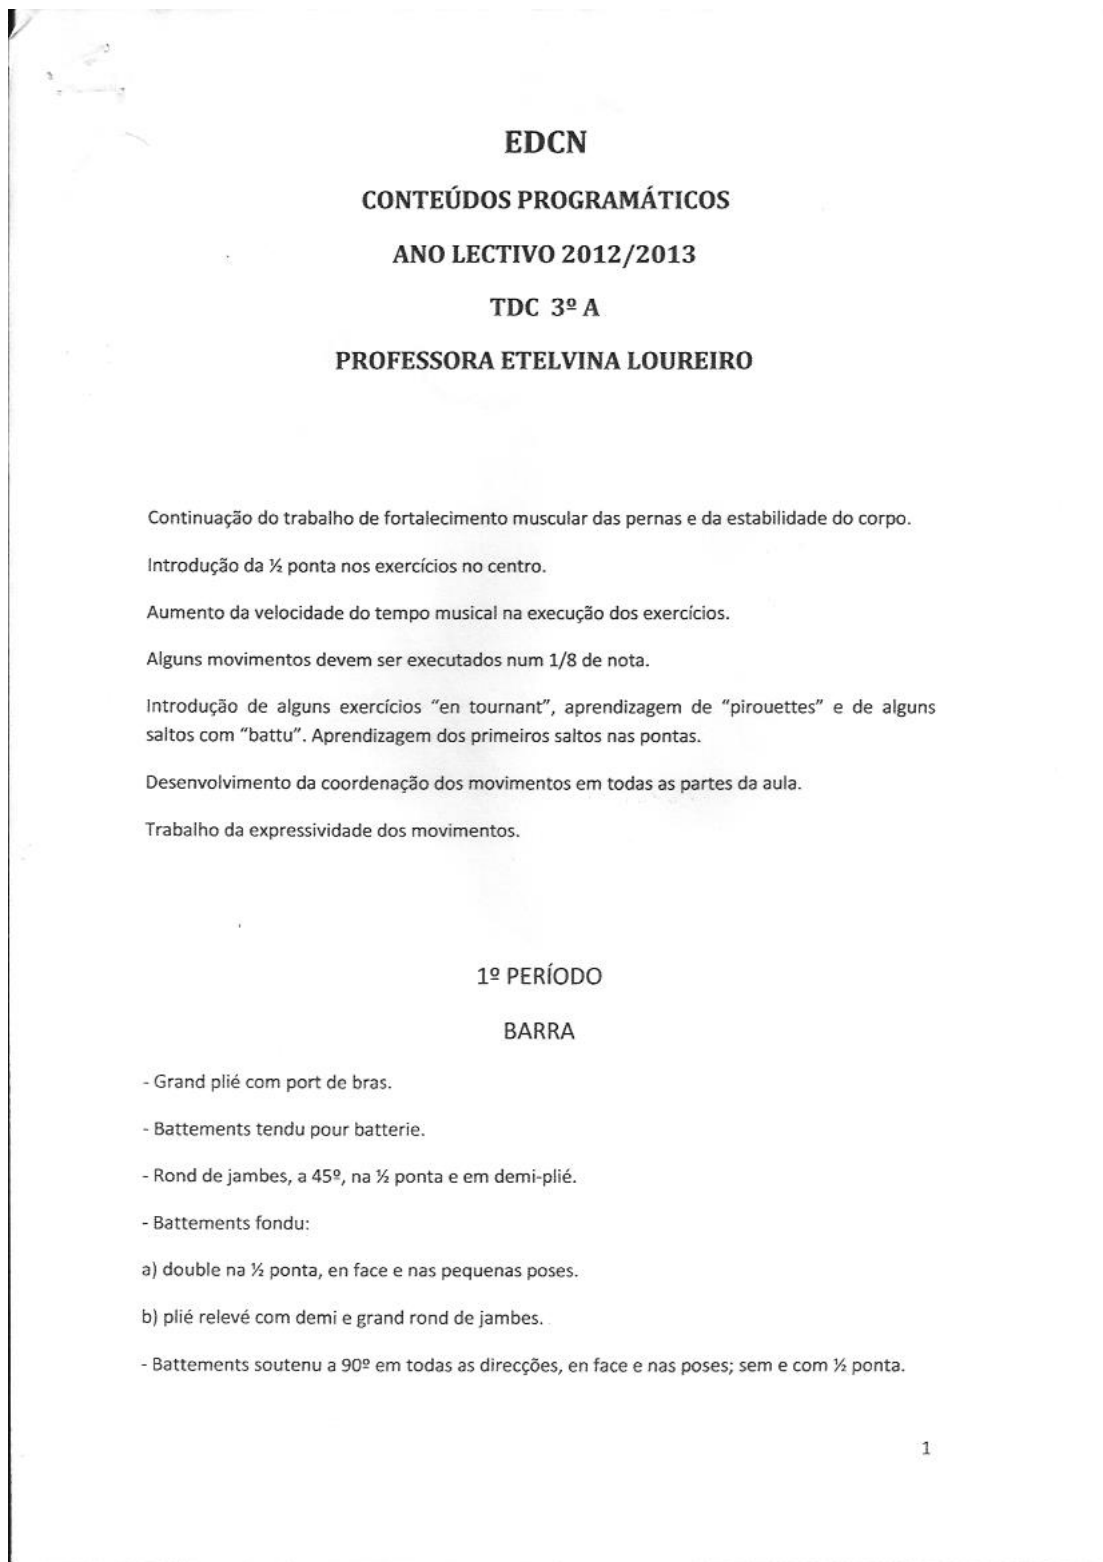 EDCN
CONTEÚDOS PROGRAMÁTICOS
ANO LECTIVO 2012/2013
TDC 3º A
PROFESSORA ETELVINA LOUREIRO
Continuação do trabalho de fortalecimento muscular das pernas e da estabilidade do corpo.
Introdução da ½ ponta nos exercícios no centro.
Aumento da velocidade do tempo musical na execução dos exercícios.
Alguns movimentos devem ser executados num 1/8 de nota.
Introdução de alguns exercícios "en tournant", aprendizagem de "pirouettes" e de alguns
saltos com "battu". Aprendizagem dos primeiros saltos nas pontas.
Desenvolvimento da coordenação dos movimentos em todas as partes da aula.
Trabalho da expressividade dos movimentos.
1º PERÍODO
BARRA
- Grand plié com port de bras.
- Battements tendu pour batterie.
- Rond de jambes, a 45º, na ½ ponta e em demi-plié.
- Battements fondu:
a) double na ½ ponta, en face e nas pequenas poses.
b) plié relevé com demi e grand rond de jambes.
- Battements soutenu a 90º em todas as direcções, en face e nas poses; sem e com ½ ponta.
1